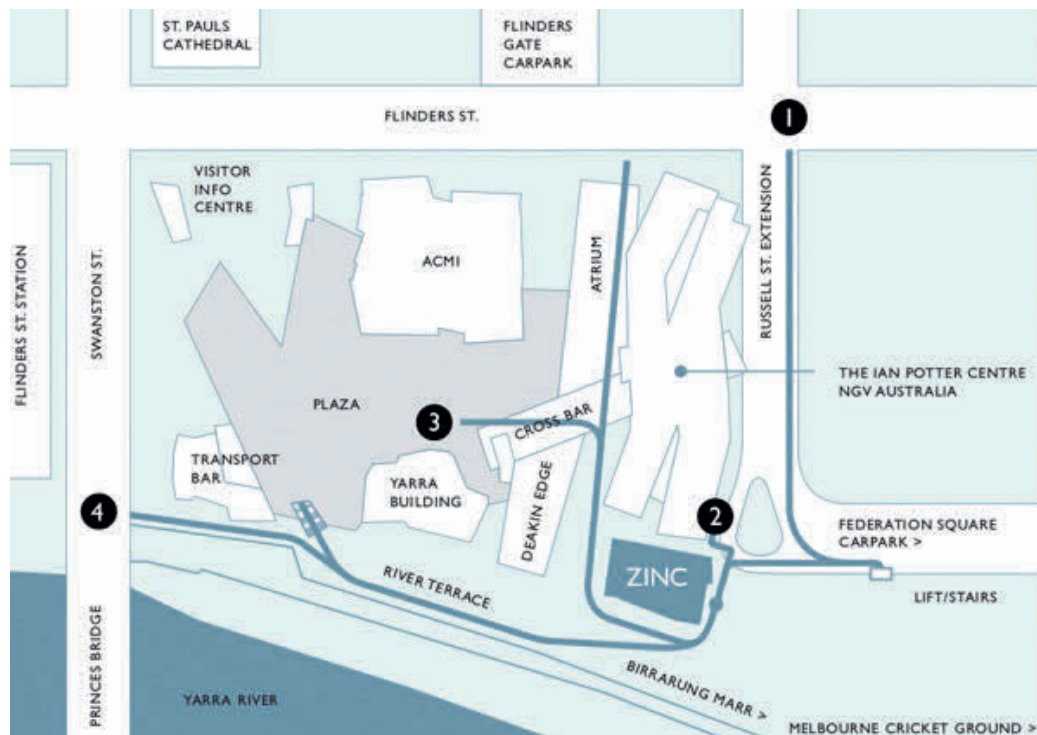 ST. PAULS
CATHEDRAL
FLINDERS
GATE
CARPARK
FLINDERS ST.
1
VISITOR
INFO
CENTRE
ACMI
ATRIUM
RUSSELL ST. EXTENSION
FLINDERS ST. STATION
SWANSTON ST.
THE IAN POTTER CENTRE
NGV AUSTRALIA
PLAZA
3
CROSS BAR
TRANSPORT
BAR
YARRA
BUILDING
DEAKIN EDGE
4
2
FEDERATION SQUARE
CARPARK >
ZINC
RIVER TERRACE
LIFT/STAIRS
PRINCES BRIDGE
BIRRARUNG MARR >
YARRA RIVER
MELBOURNE CRICKET GROUND >